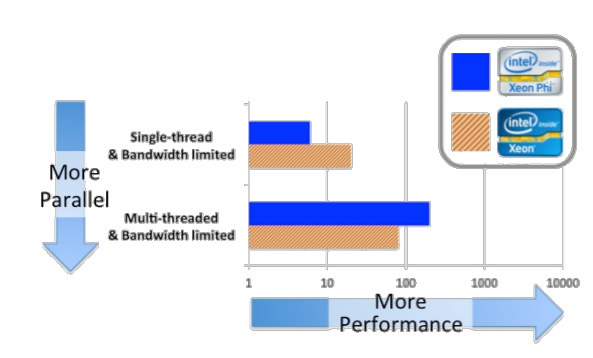 intel inside
Xeon Phi
intel inside
Xeon
Single-thread
& Bandwidth limited
More
Parallel
Multi-threaded
& Bandwidth limited
1 10 100 1000 10000
More
Performance